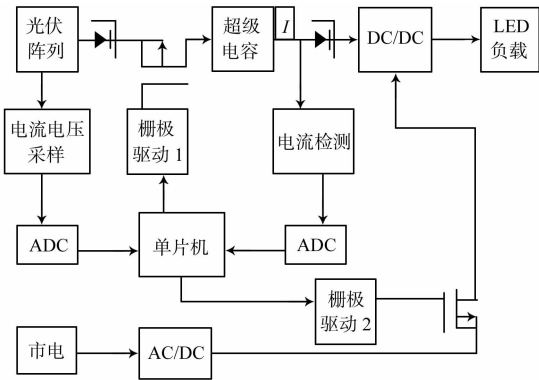 光伏
阵列
超级
电容
I
DC/DC
LED
负载
电流电压
采样
栅极
驱动1
电流检测
ADC
单片机
ADC
栅极
驱动2
市电
AC/DC